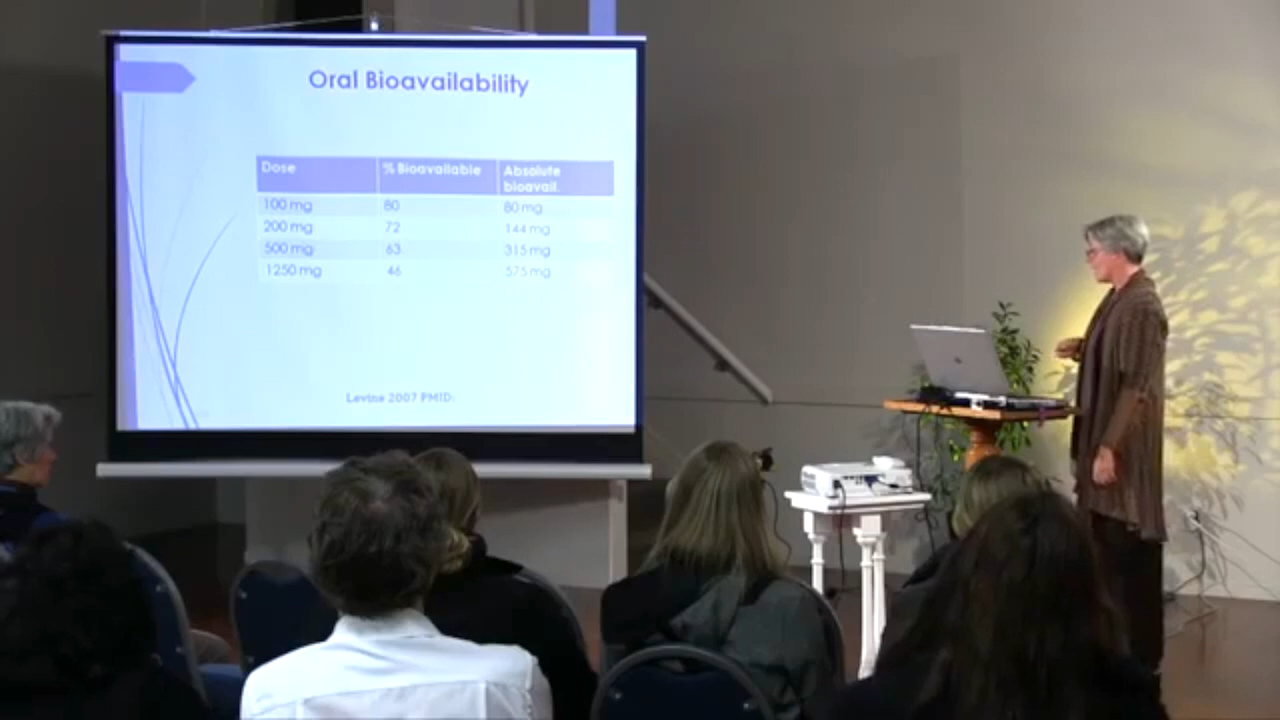 Oral Bioavailability
Dose % Bioavailable Absolute
bioavail.
100 mg 80 80 mg
200 mg 72 144 mg
500 mg 63 315 mg
1250 mg 46 575 mg
Levine 2007 PMID: